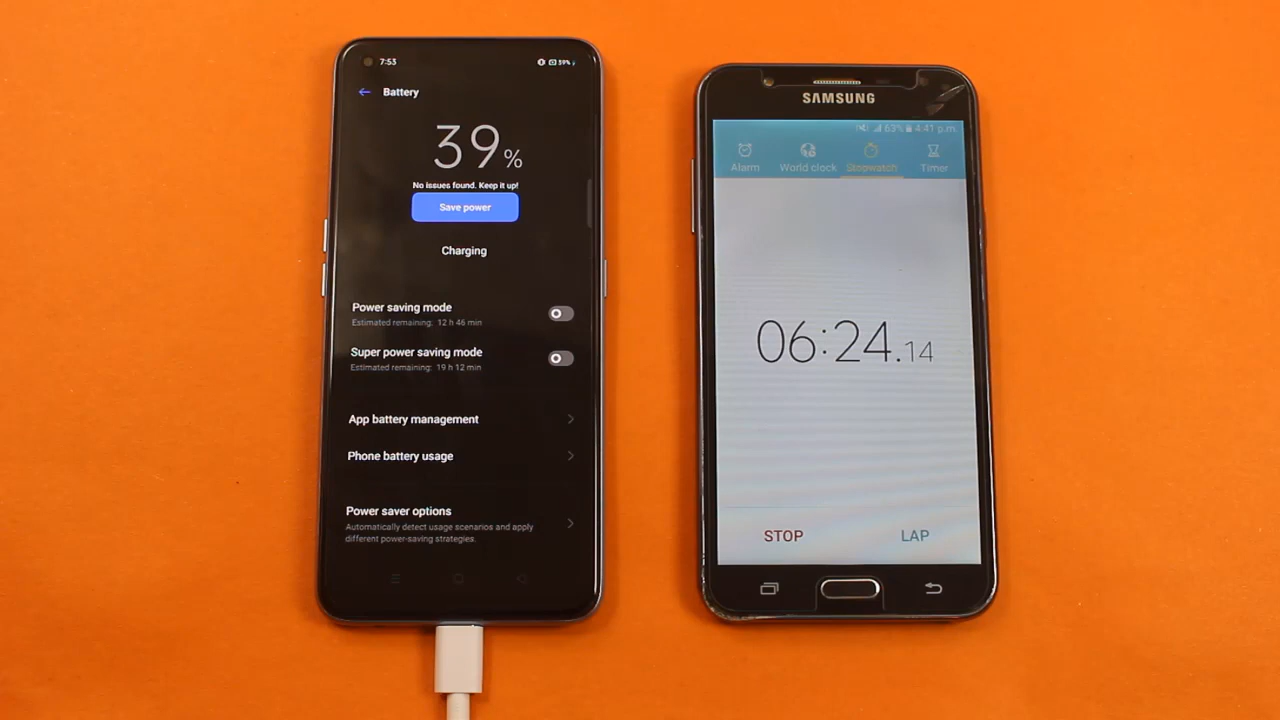 7:53
39%
Battery
39%
No issues found. Keep it up!
Save power
Charging
Power saving mode
Estimated remaining: 12 h 46 min
Super power saving mode
Estimated remaining: 19 h 12 min
App battery management
Phone battery usage
Power saver options
Automatically detect usage scenarios and apply
different power-saving strategies.
SAMSUNG
63% 4:41 p.m.
Alarm World clock Stopwatch Timer
06:24.14
STOP LAP